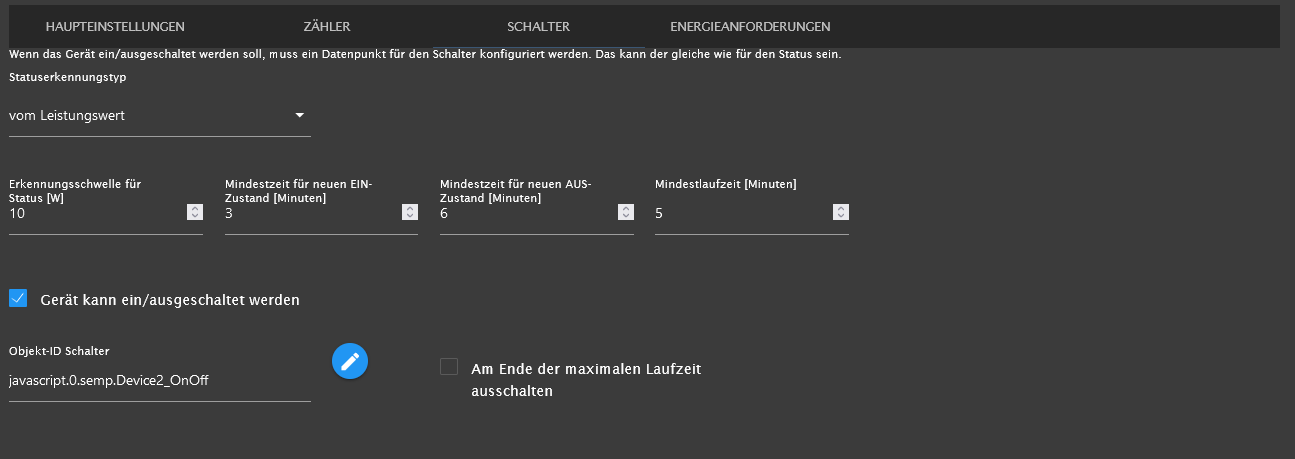 HAUPTEINSTELLUNGEN ZÄHLER SCHALTER ENERGIEANFORDERUNGEN
Wenn das Gerät ein/ausgeschaltet werden soll, muss ein Datenpunkt für den Schalter konfiguriert werden. Das kann der gleiche wie für den Status sein.
Statuserkennungstyp
vom Leistungswert
Erkennungsschwelle für
Status [W]
10
Mindestzeit für neuen EIN-
Zustand [Minuten]
3
Mindestzeit für neuen AUS-
Zustand [Minuten]
6
Mindestlaufzeit [Minuten]
5
Gerät kann ein/ausgeschaltet werden
Objekt-ID Schalter
javascript.0.semp.Device2_OnOff
Am Ende der maximalen Laufzeit
ausschalten